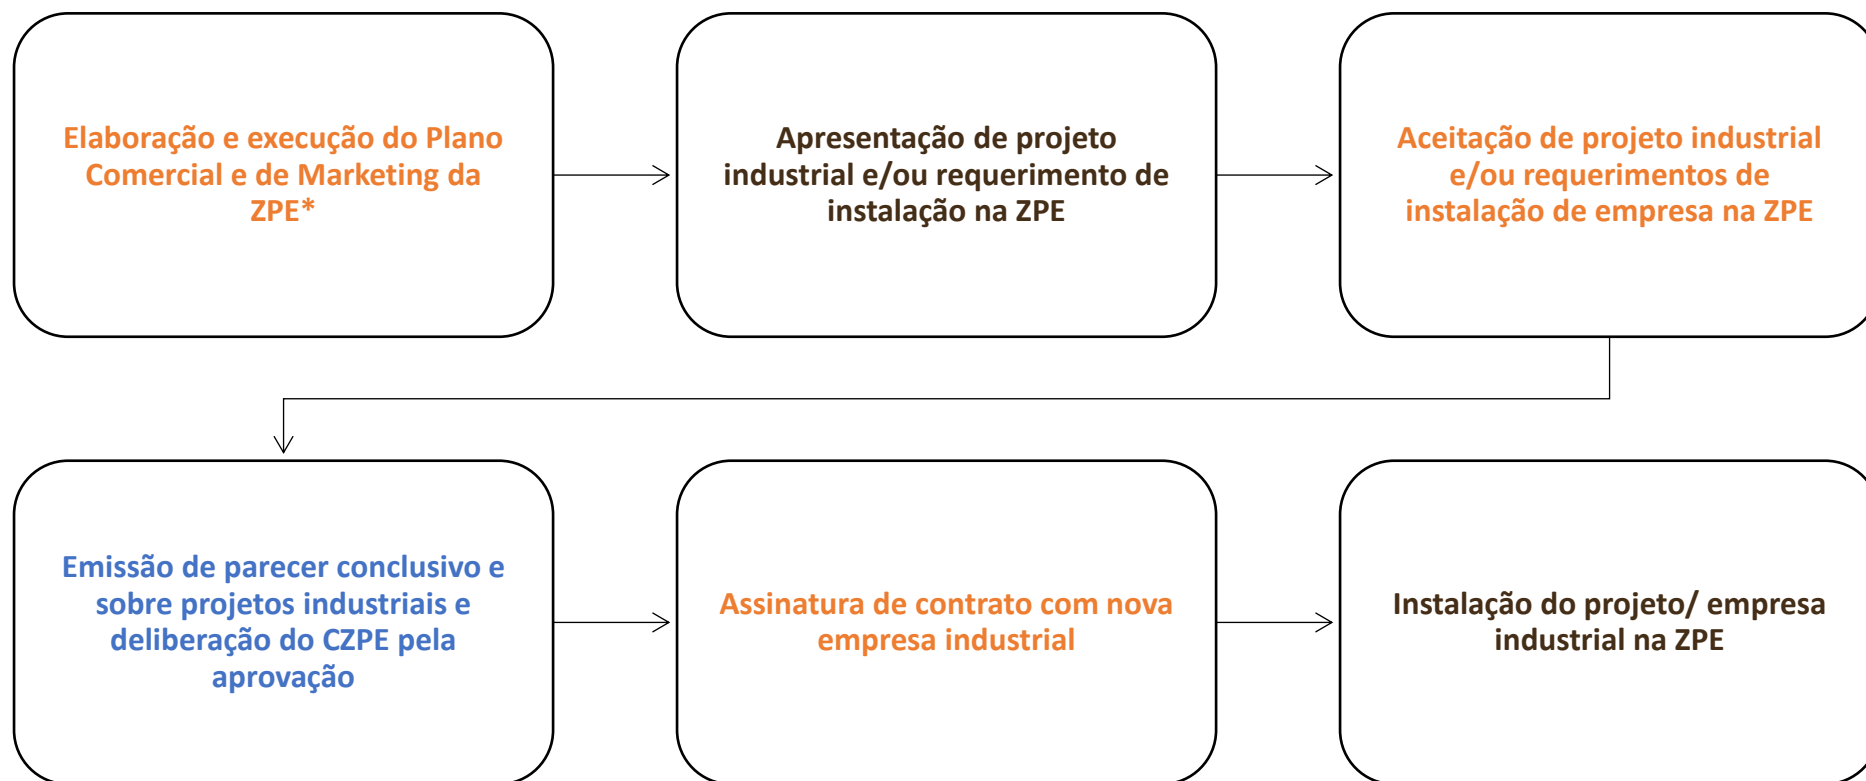 Elaboração e execução do Plano
Comercial e de Marketing da
ZPE*
Apresentação de projeto
industrial e/ou requerimento de
instalação na ZPE
Aceitação de projeto industrial
e/ou requerimentos de
instalação de empresa na ZPE
Emissão de parecer conclusivo e
sobre projetos industriais e
deliberação do CZPE pela
aprovação
Assinatura de contrato com nova
empresa industrial
Instalação do projeto/ empresa
industrial na ZPE